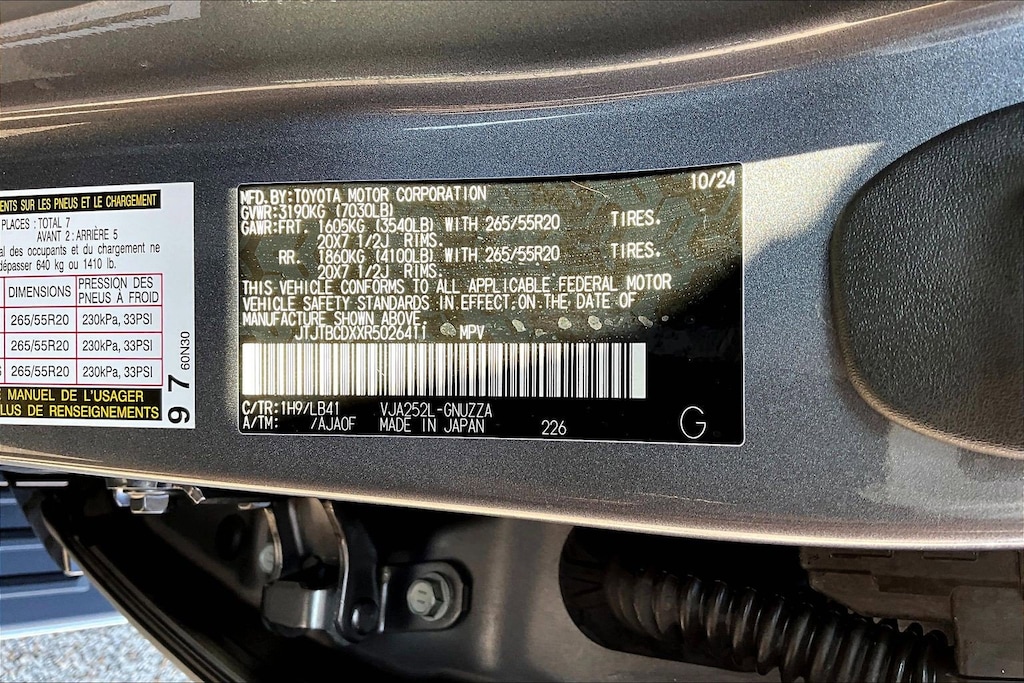 ENTS SUR LES PNEUS ET LE CHARGEMENT
PLACES : TOTAL 7
AVANT 2 : ARRIÈRE 5
al des occupants et du chargement ne
dépasser 640 kg ou 1410 lb.
DIMENSIONS PRESSION DES PNEUS À FROID
265/55R20 230kPa, 33PSI
265/55R20 230kPa, 33PSI
265/55R20 230kPa, 33PSI
MANUEL DE L'USAGER
PLUS DE RENSEIGNEMENTS
97
60N30
10/24
MFD.BY:TOYOTA MOTOR CORPORATION
GVWR:3190KG (7030LB)
GAWR:FRT. 1605KG (3540LB) WITH 265/55R20 TIRES.
20X7 1/2J RIMS.
RR. 1860KG (4100LB) WITH 265/55R20 TIRES.
20X7 1/2J RIMS.
THIS VEHICLE CONFORMS TO ALL APPLICABLE FEDERAL MOTOR
VEHICLE SAFETY STANDARDS IN EFFECT ON THE DATE OF
MANUFACTURE SHOWN ABOVE.
MPV
C/TR:1H9/LB41 VJA252L-GNUZZA
A/TM: /AJA0F MADE IN JAPAN 226
G